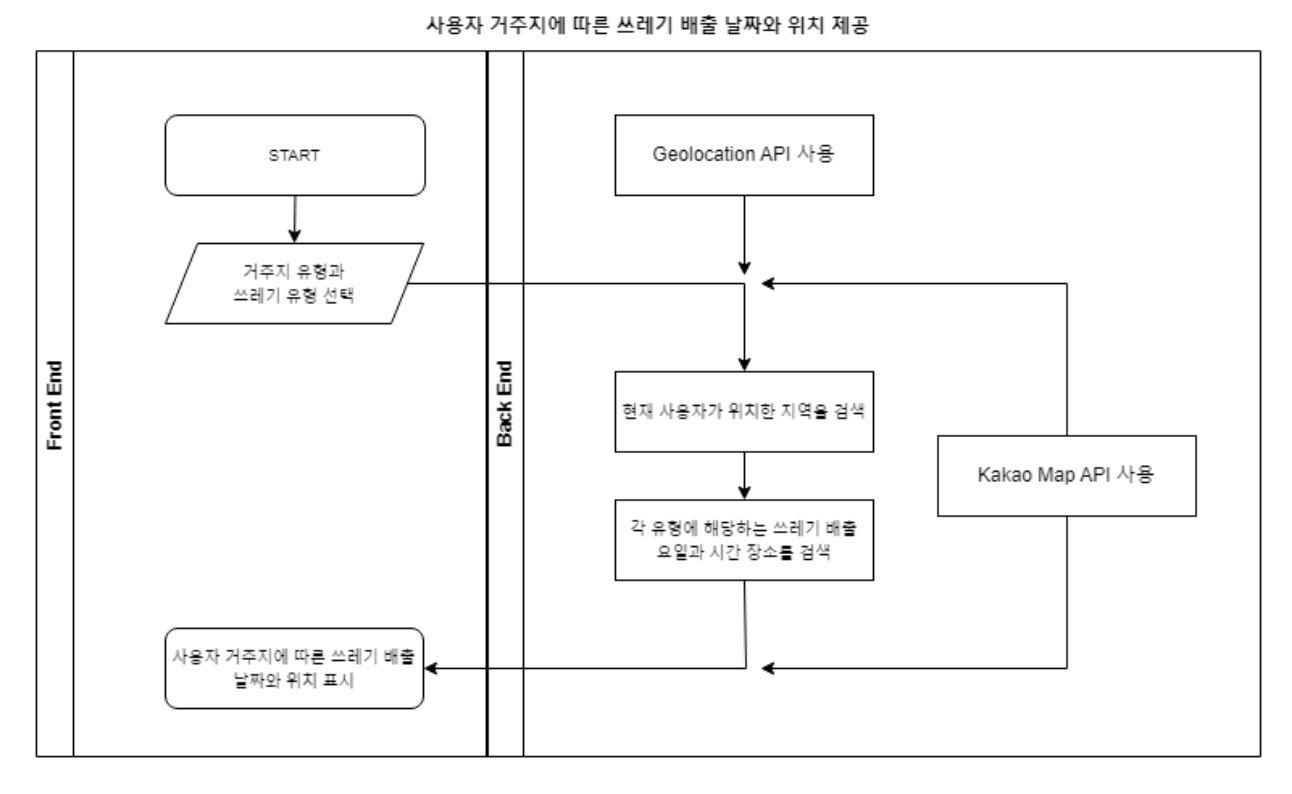 사용자 거주지에 따른 쓰레기 배출 날짜와 위치 제공
Front End
START
거주지 유형과
쓰레기 유형 선택
사용자 거주지에 따른 쓰레기 배출
날짜와 위치 표시
Back End
Geolocation API 사용
현재 사용자가 위치한 지역을 검색
각 유형에 해당하는 쓰레기 배출
요일과 시간 장소를 검색
Kakao Map API 사용